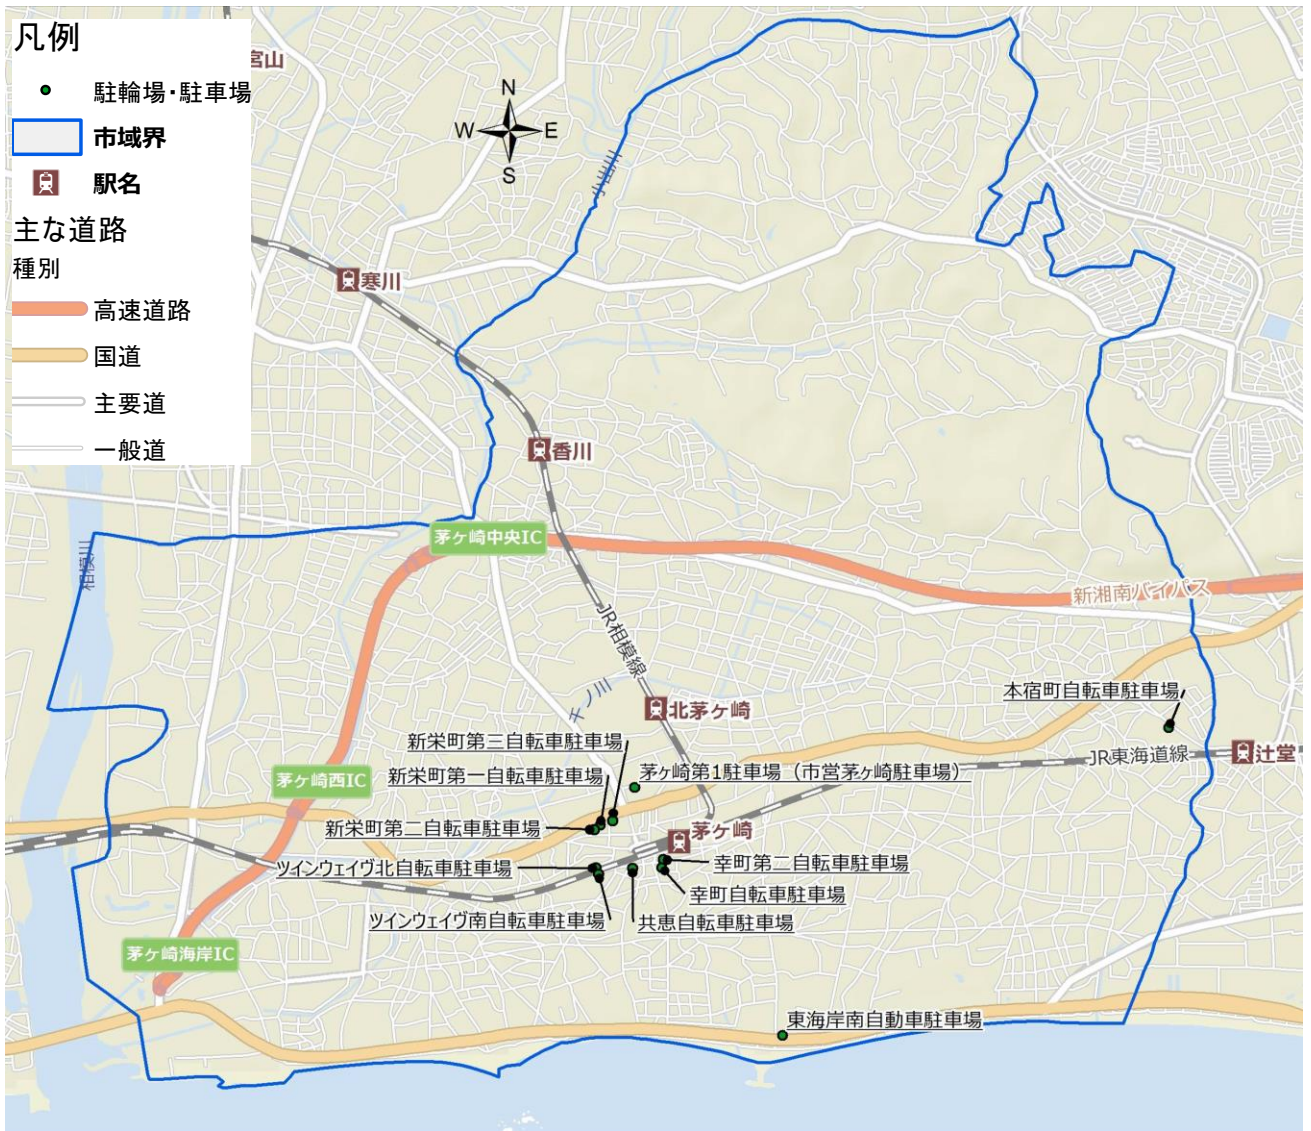 凡例
駐輪場・駐車場
市域界
駅名
主な道路
種別
高速道路
国道
主要道
一般道
宮山
N
W
E
S
小出川
寒川
香川
茅ヶ崎中央IC
相模川
新湘南バイパス
JR相模線
本宿町自転車駐車場
千ノ川
北茅ヶ崎
新栄町第三自転車駐車場
JR東海道線
辻堂
茅ヶ崎西IC
新栄町第一自転車駐車場
茅ヶ崎第1駐車場（市営茅ヶ崎駐車場）
新栄町第二自転車駐車場
茅ヶ崎
ツインウェイヴ北自転車駐車場
幸町第二自転車駐車場
幸町自転車駐車場
ツインウェイヴ南自転車駐車場
共恵自転車駐車場
茅ヶ崎海岸IC
東海岸南自動車駐車場